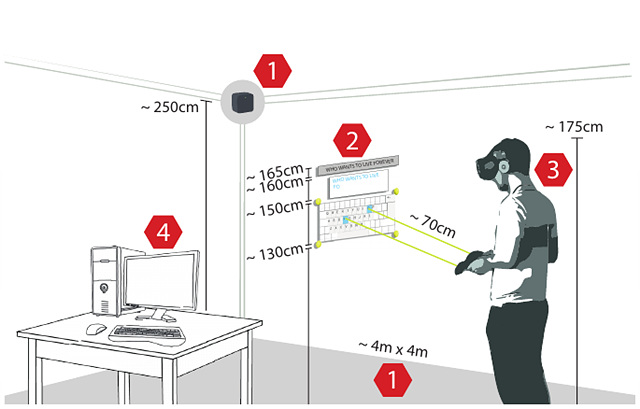 1
~ 250cm
2
~ 175cm
3
~ 165cm
WHO WANTS TO LIVE FOREVER
~ 160cm
WHO WANTS TO LIVE
~ 150cm
~ 70cm
4
~ 130cm
~ 4m x 4m
1